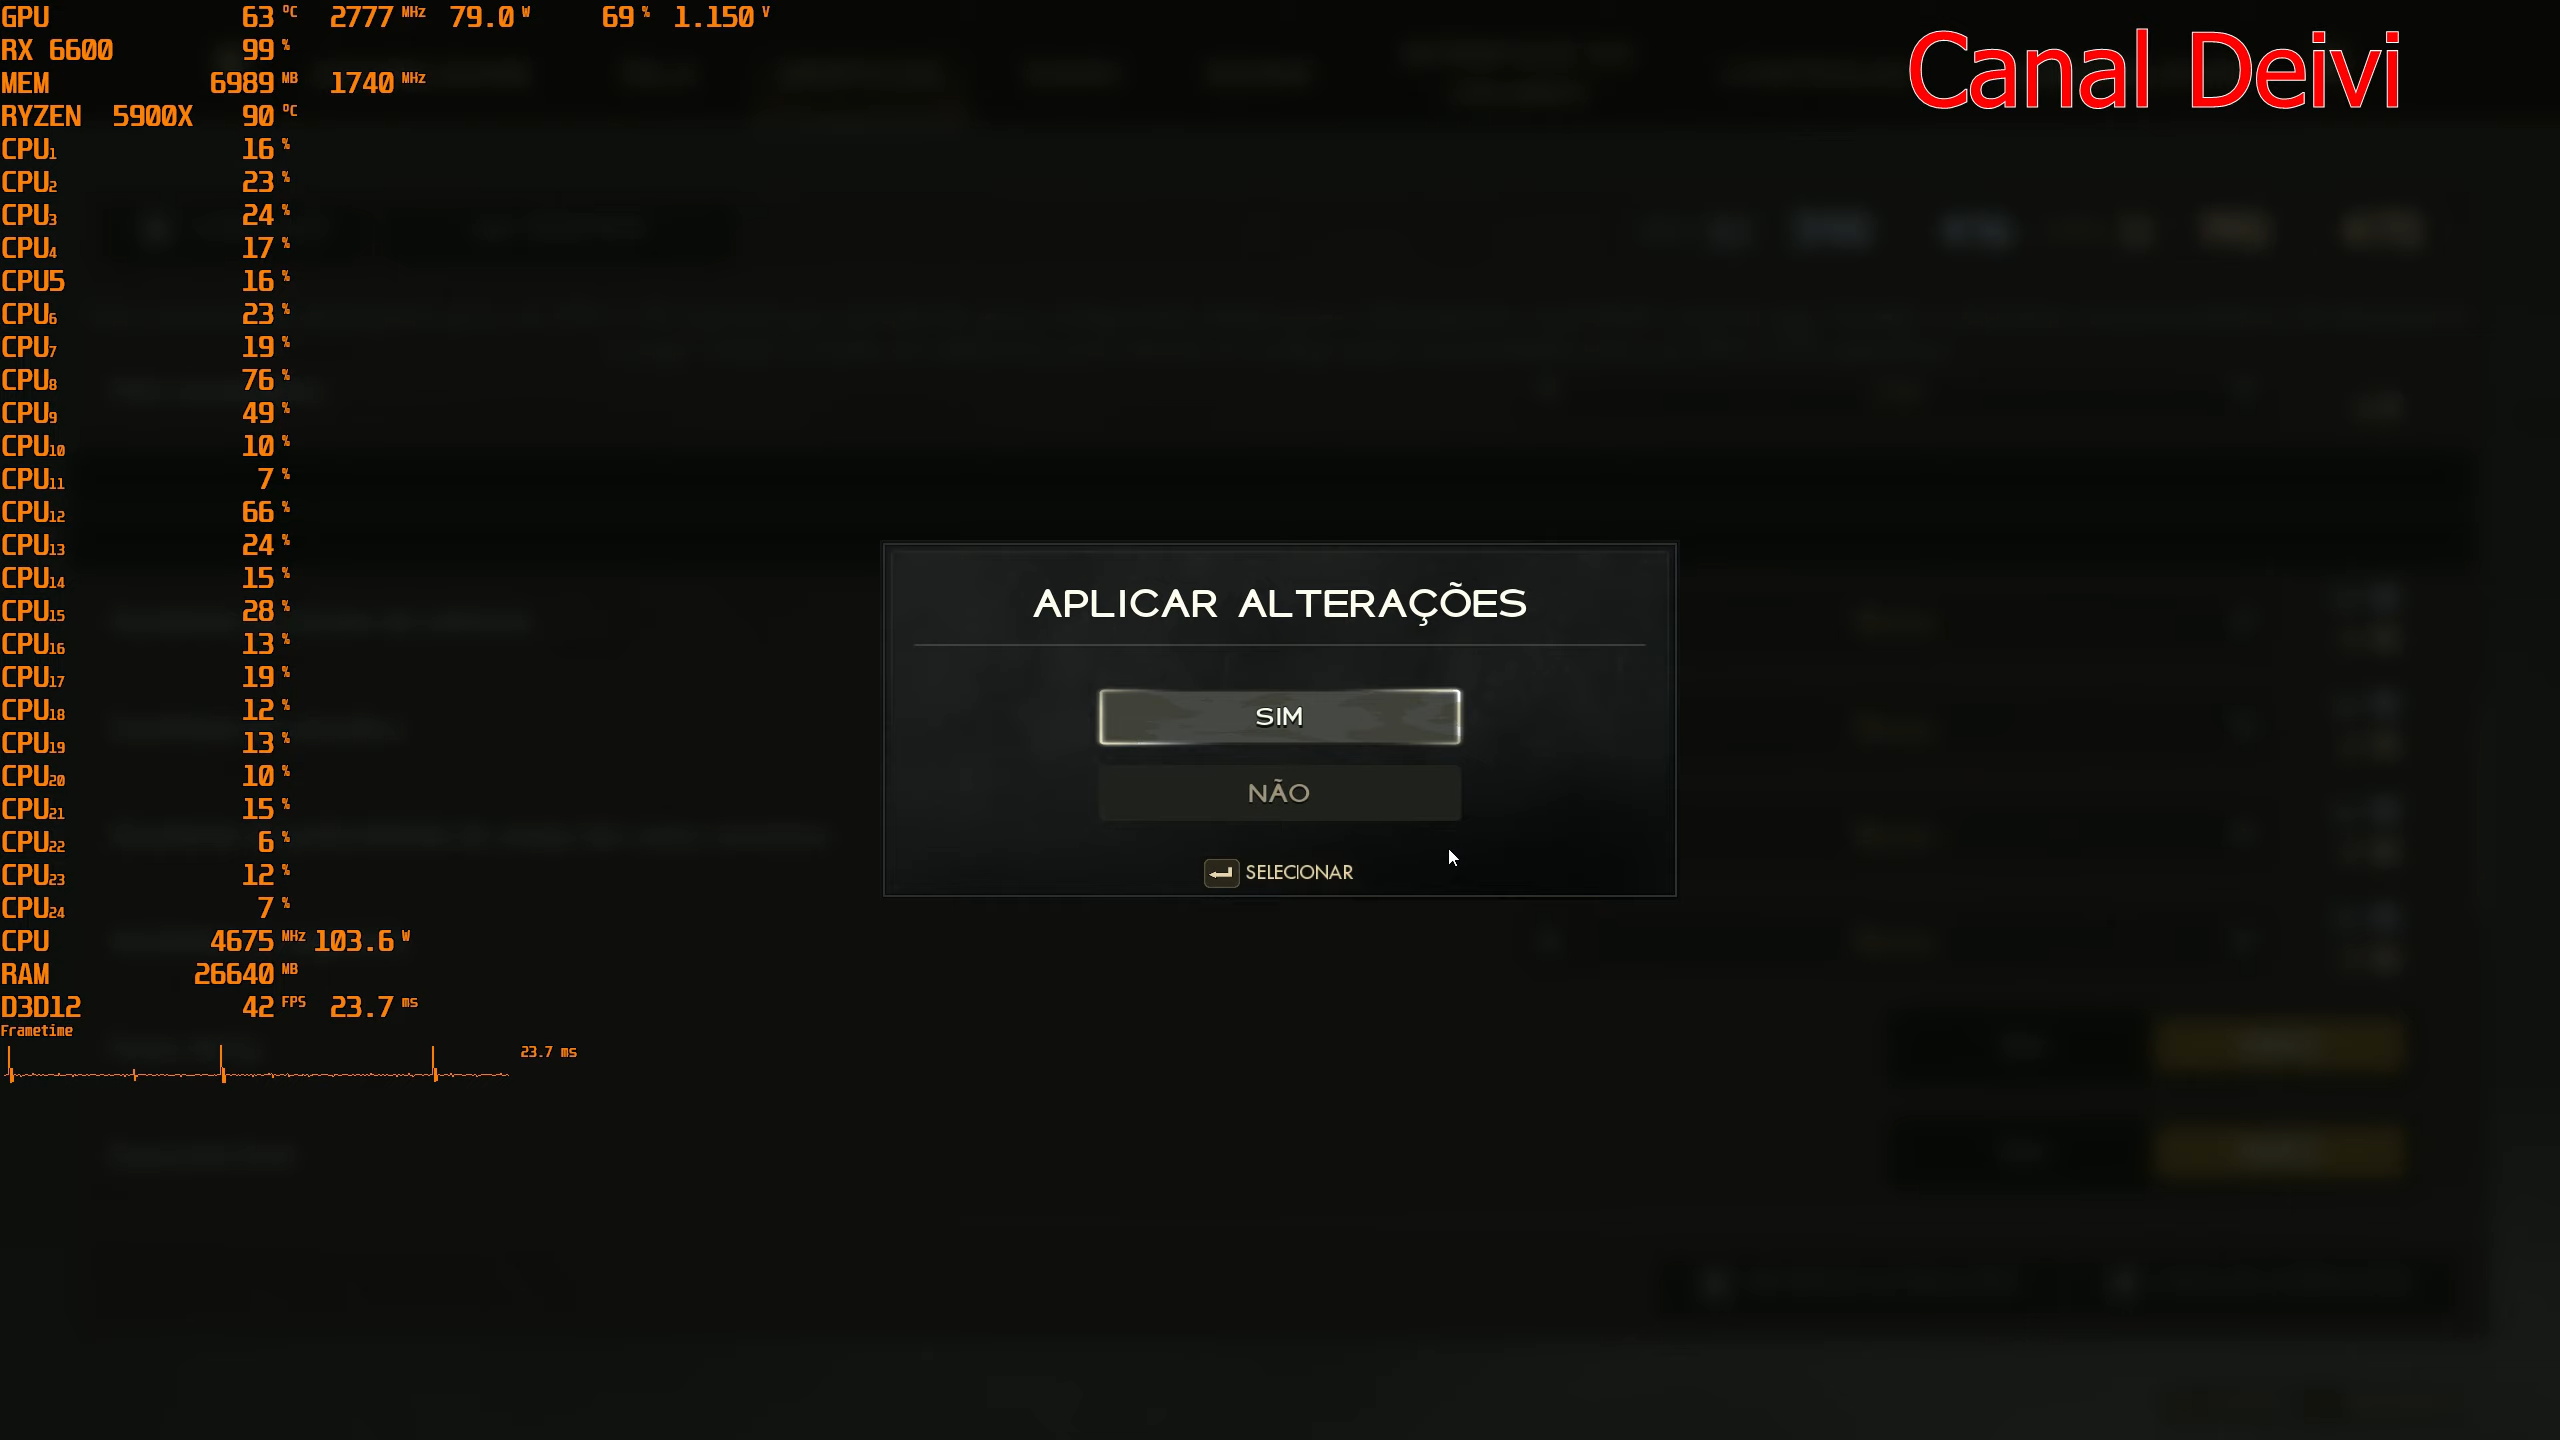 GPU 63 °C 2777 MHz 79.0 W 69 % 1.150 V
RX 6600 99 %
MEM 6989 MB 1740 MHz
RYZEN 5900X 90 °C
CPU1 16 %
CPU2 23 %
CPU3 24 %
CPU4 17 %
CPU5 16 %
CPU6 23 %
CPU7 19 %
CPU8 76 %
CPU9 49 %
CPU10 10 %
CPU11 7 %
CPU12 66 %
CPU13 24 %
CPU14 15 %
CPU15 28 %
CPU16 13 %
CPU17 19 %
CPU18 12 %
CPU19 13 %
CPU20 10 %
CPU21 15 %
CPU22 6 %
CPU23 12 %
CPU24 7 %
CPU 4675 MHz 103.6 W
RAM 26640 MB
D3D12 42 FPS 23.7 ms
Frametime
23.7 ms
Canal Deivi
APLICAR ALTERAÇÕES
SIM
NÃO
SELECIONAR